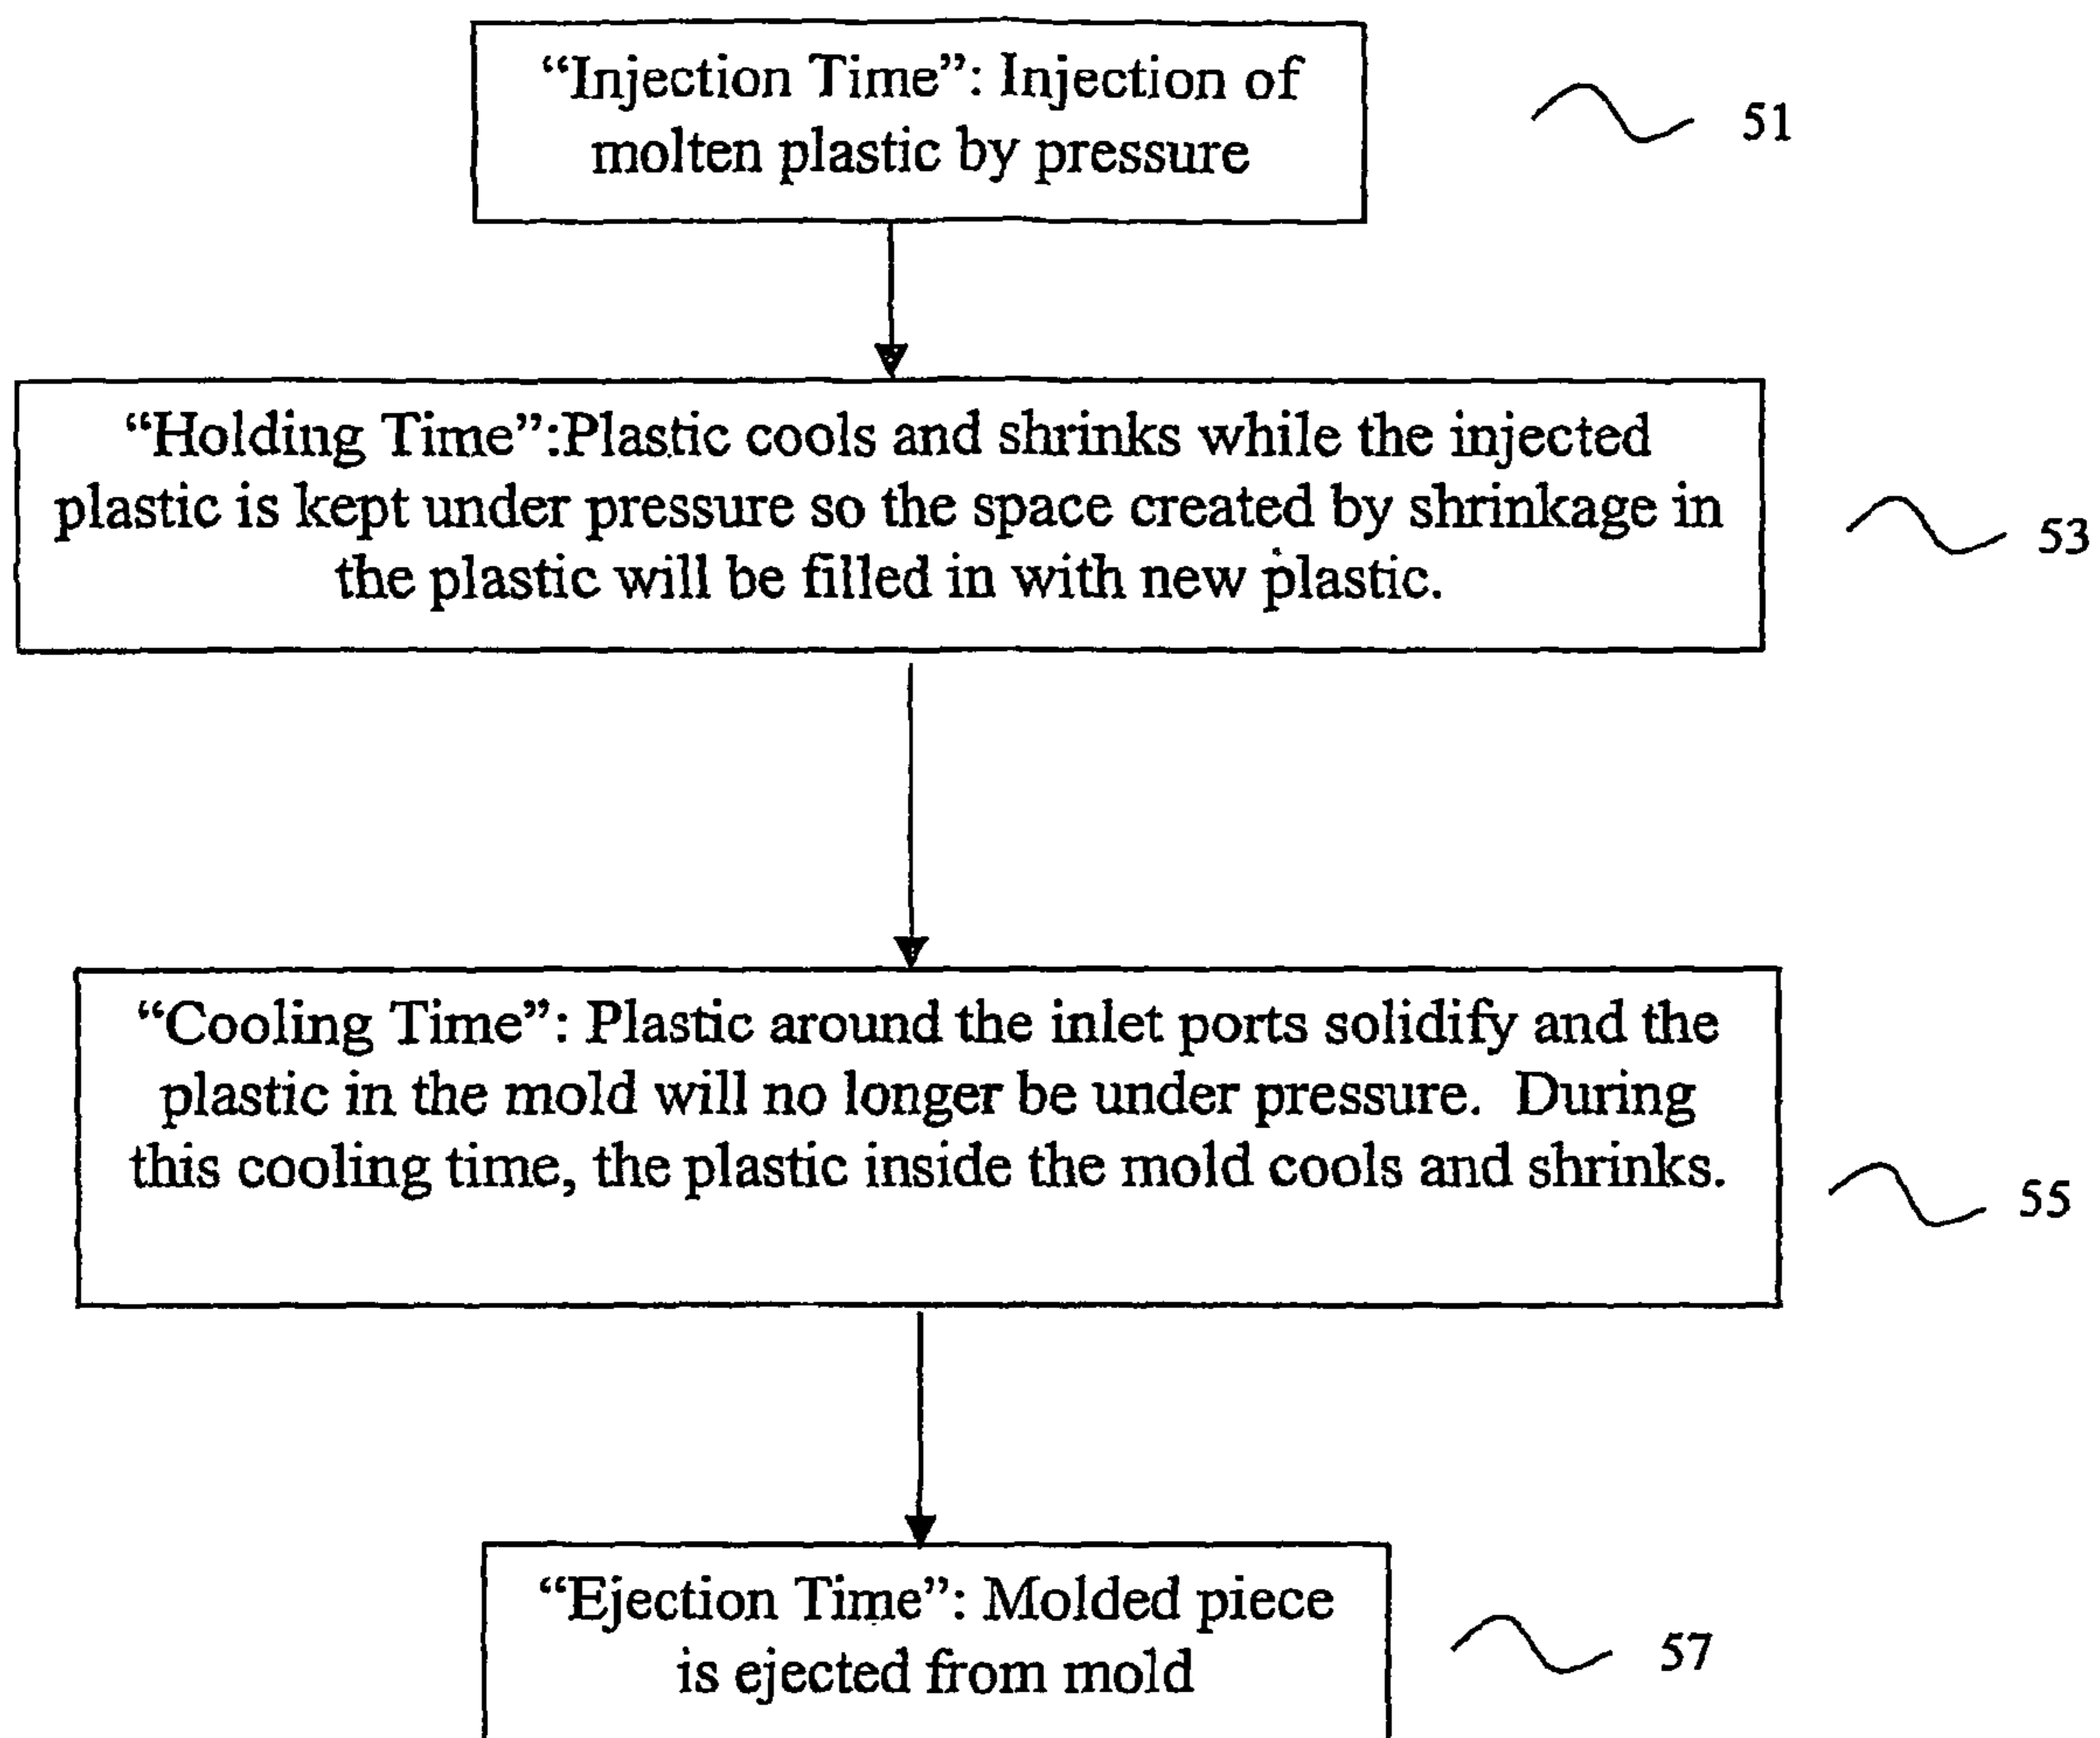 “Injection Time”: Injection of
molten plastic by pressure
51
“Holding Time”:Plastic cools and shrinks while the injected
plastic is kept under pressure so the space created by shrinkage in
the plastic will be filled in with new plastic.
53
“Cooling Time”: Plastic around the inlet ports solidify and the
plastic in the mold will no longer be under pressure.  During
this cooling time, the plastic inside the mold cools and shrinks.
55
“Ejection Time”: Molded piece
is ejected from mold
57